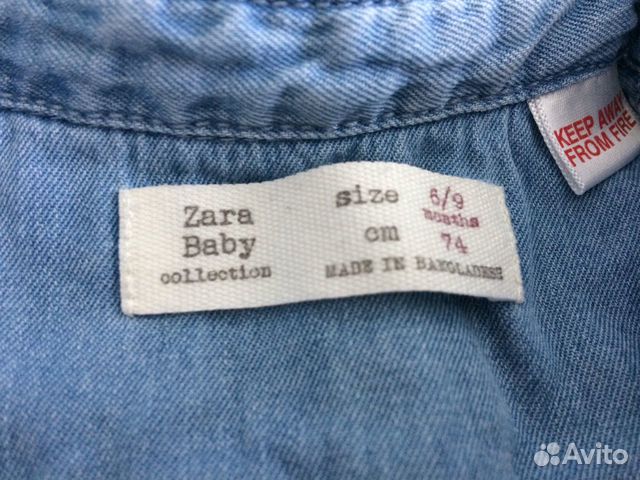 Zara
Baby
collection
size 6/9
months
cm 74
MADE IN BANGLADESH
KEEP AWAY
FROM FIRE
Avito